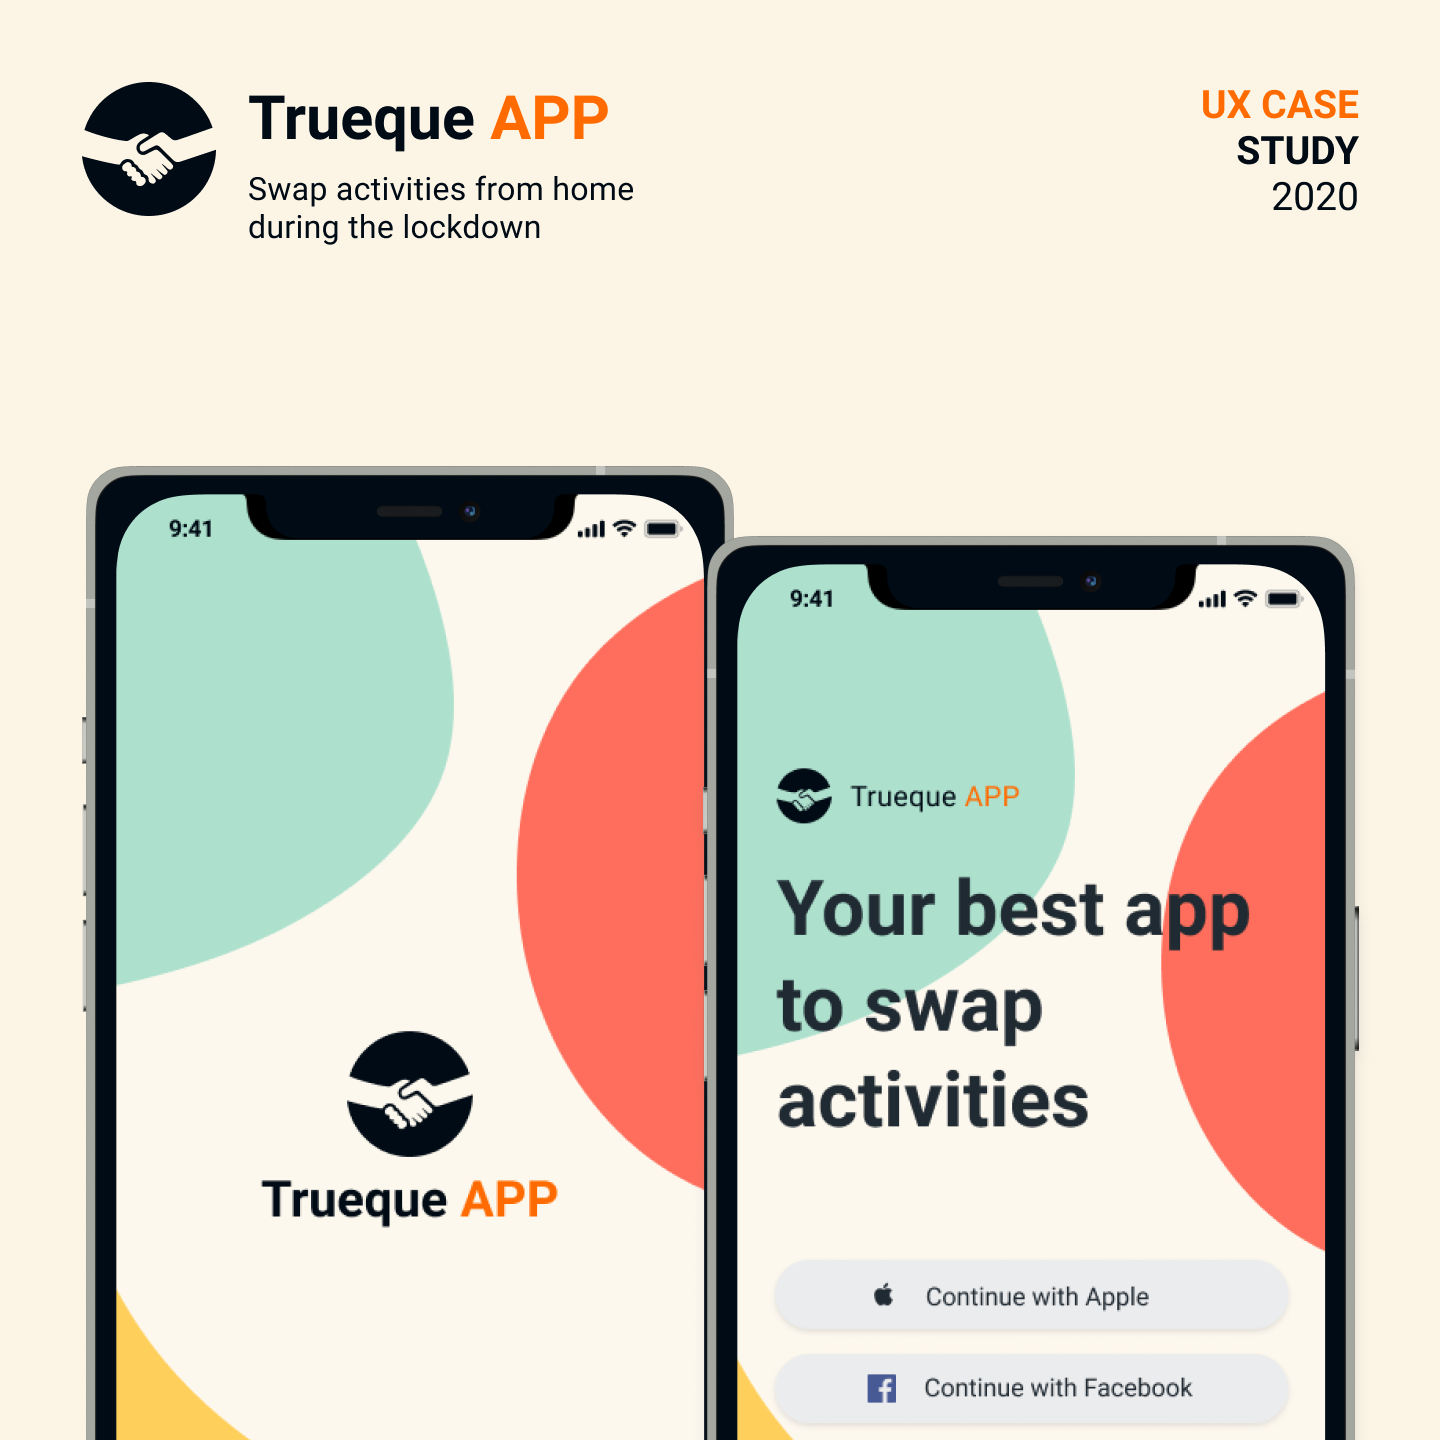 Trueque APP
Swap activities from home
during the lockdown
UX CASE
STUDY
2020
9:41
Trueque APP
9:41
Trueque APP
Your best app
to swap
activities
Continue with Apple
Continue with Facebook